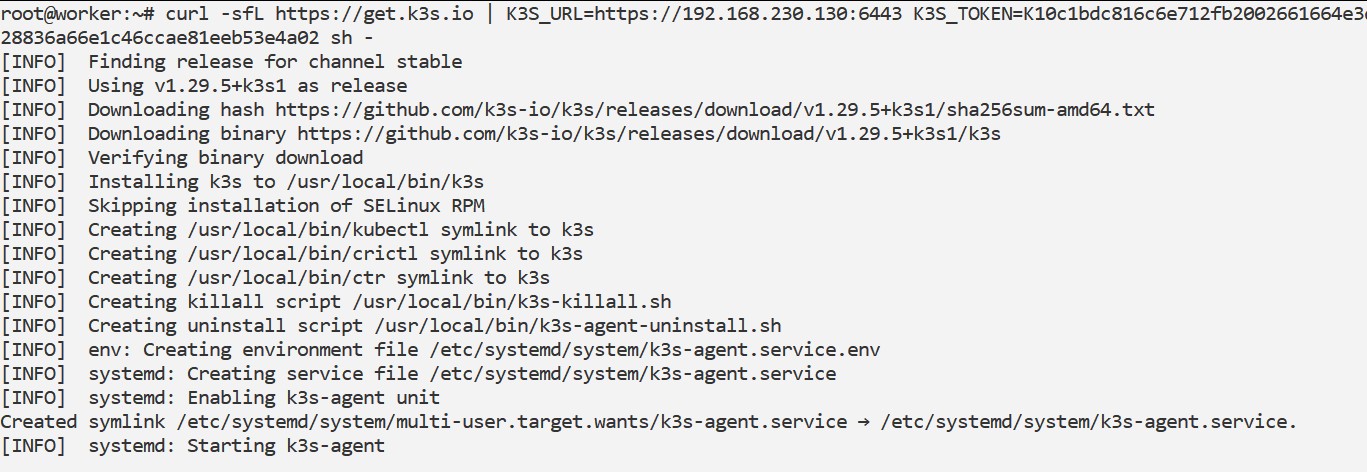 root@worker:~# curl -sfL https://get.k3s.io | K3S_URL=https://192.168.230.130:6443 K3S_TOKEN=K10c1bdc816c6e712fb2002661664e3
28836a66e1c46ccae81eeb53e4a02 sh -
[INFO]  Finding release for channel stable
[INFO]  Using v1.29.5+k3s1 as release
[INFO]  Downloading hash https://github.com/k3s-io/k3s/releases/download/v1.29.5+k3s1/sha256sum-amd64.txt
[INFO]  Downloading binary https://github.com/k3s-io/k3s/releases/download/v1.29.5+k3s1/k3s
[INFO]  Verifying binary download
[INFO]  Installing k3s to /usr/local/bin/k3s
[INFO]  Skipping installation of SELinux RPM
[INFO]  Creating /usr/local/bin/kubectl symlink to k3s
[INFO]  Creating /usr/local/bin/crictl symlink to k3s
[INFO]  Creating /usr/local/bin/ctr symlink to k3s
[INFO]  Creating killall script /usr/local/bin/k3s-killall.sh
[INFO]  Creating uninstall script /usr/local/bin/k3s-agent-uninstall.sh
[INFO]  env: Creating environment file /etc/systemd/system/k3s-agent.service.env
[INFO]  systemd: Creating service file /etc/systemd/system/k3s-agent.service
[INFO]  systemd: Enabling k3s-agent unit
Created symlink /etc/systemd/system/multi-user.target.wants/k3s-agent.service → /etc/systemd/system/k3s-agent.service.
[INFO]  systemd: Starting k3s-agent